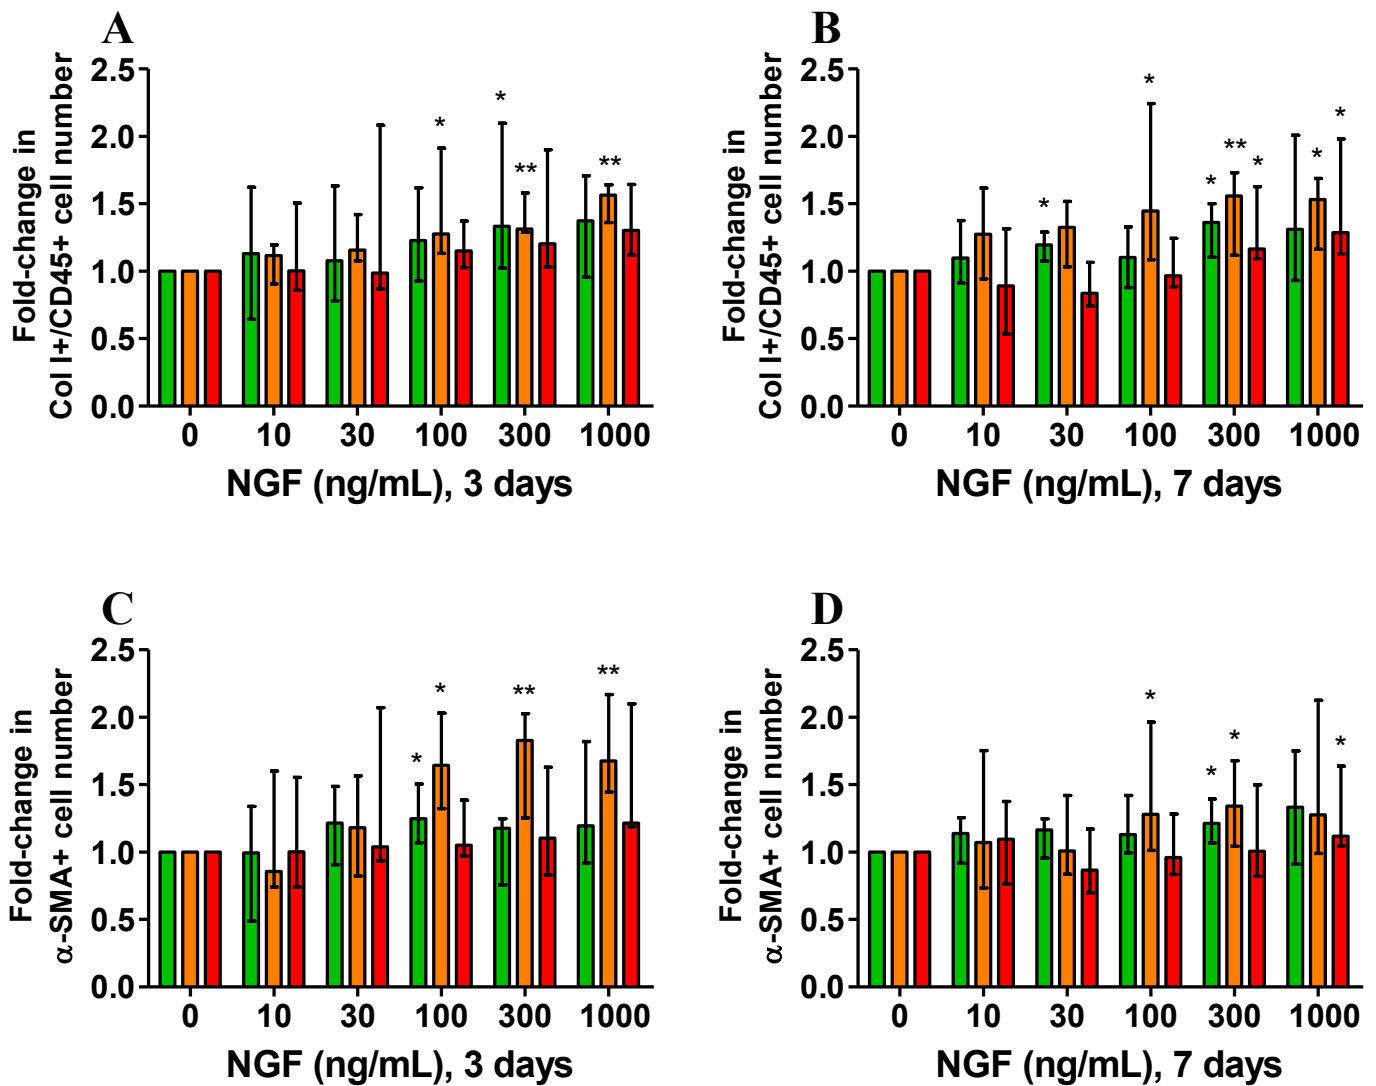 A
Fold-change in
Col I+/CD45+ cell number
2.5
2.0
1.5
1.0
0.5
0.0
* * ** **
0 10 30 100 300 1000
NGF (ng/mL), 3 days
B
Fold-change in
Col I+/CD45+ cell number
2.5
2.0
1.5
1.0
0.5
0.0
* * * ** * * *
0 10 30 100 300 1000
NGF (ng/mL), 7 days
C
Fold-change in
α-SMA+ cell number
2.5
2.0
1.5
1.0
0.5
0.0
* * ** **
0 10 30 100 300 1000
NGF (ng/mL), 3 days
D
Fold-change in
α-SMA+ cell number
2.5
2.0
1.5
1.0
0.5
0.0
* * * *
0 10 30 100 300 1000
NGF (ng/mL), 7 days